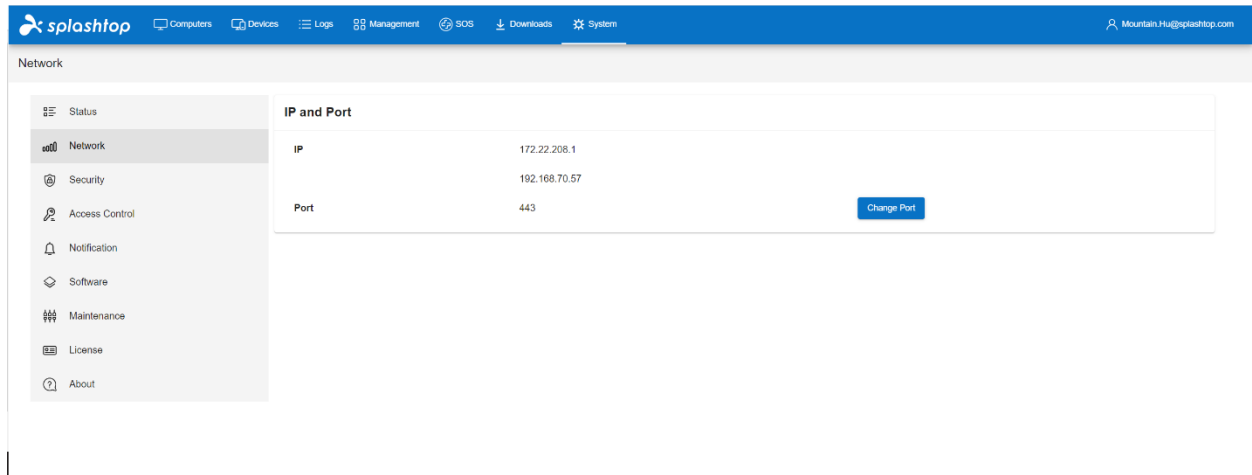 splashtop Computers Devices Logs Management SOS Downloads System Mountain.Hu@splashtop.com
Network
Status
Network
Security
Access Control
Notification
Software
Maintenance
License
About
IP and Port
IP 172.22.208.1
192.168.70.57
Port 443 Change Port